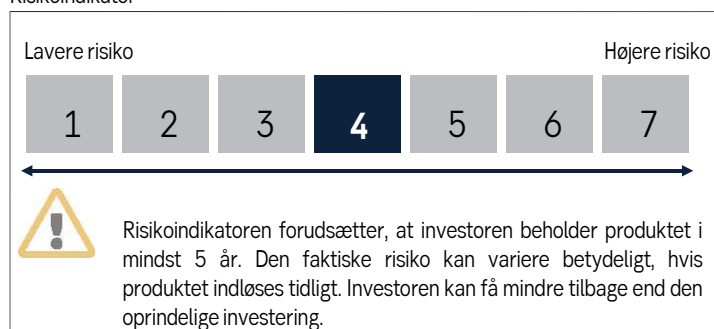 Risikoindikator
Lavere risiko Højere risiko
1 2 3 4 5 6 7
Risikoindikatoren forudsætter, at investoren beholder produktet i
mindst 5 år. Den faktiske risiko kan variere betydeligt, hvis
produktet indløses tidligt. Investoren kan få mindre tilbage end den
oprindelige investering.